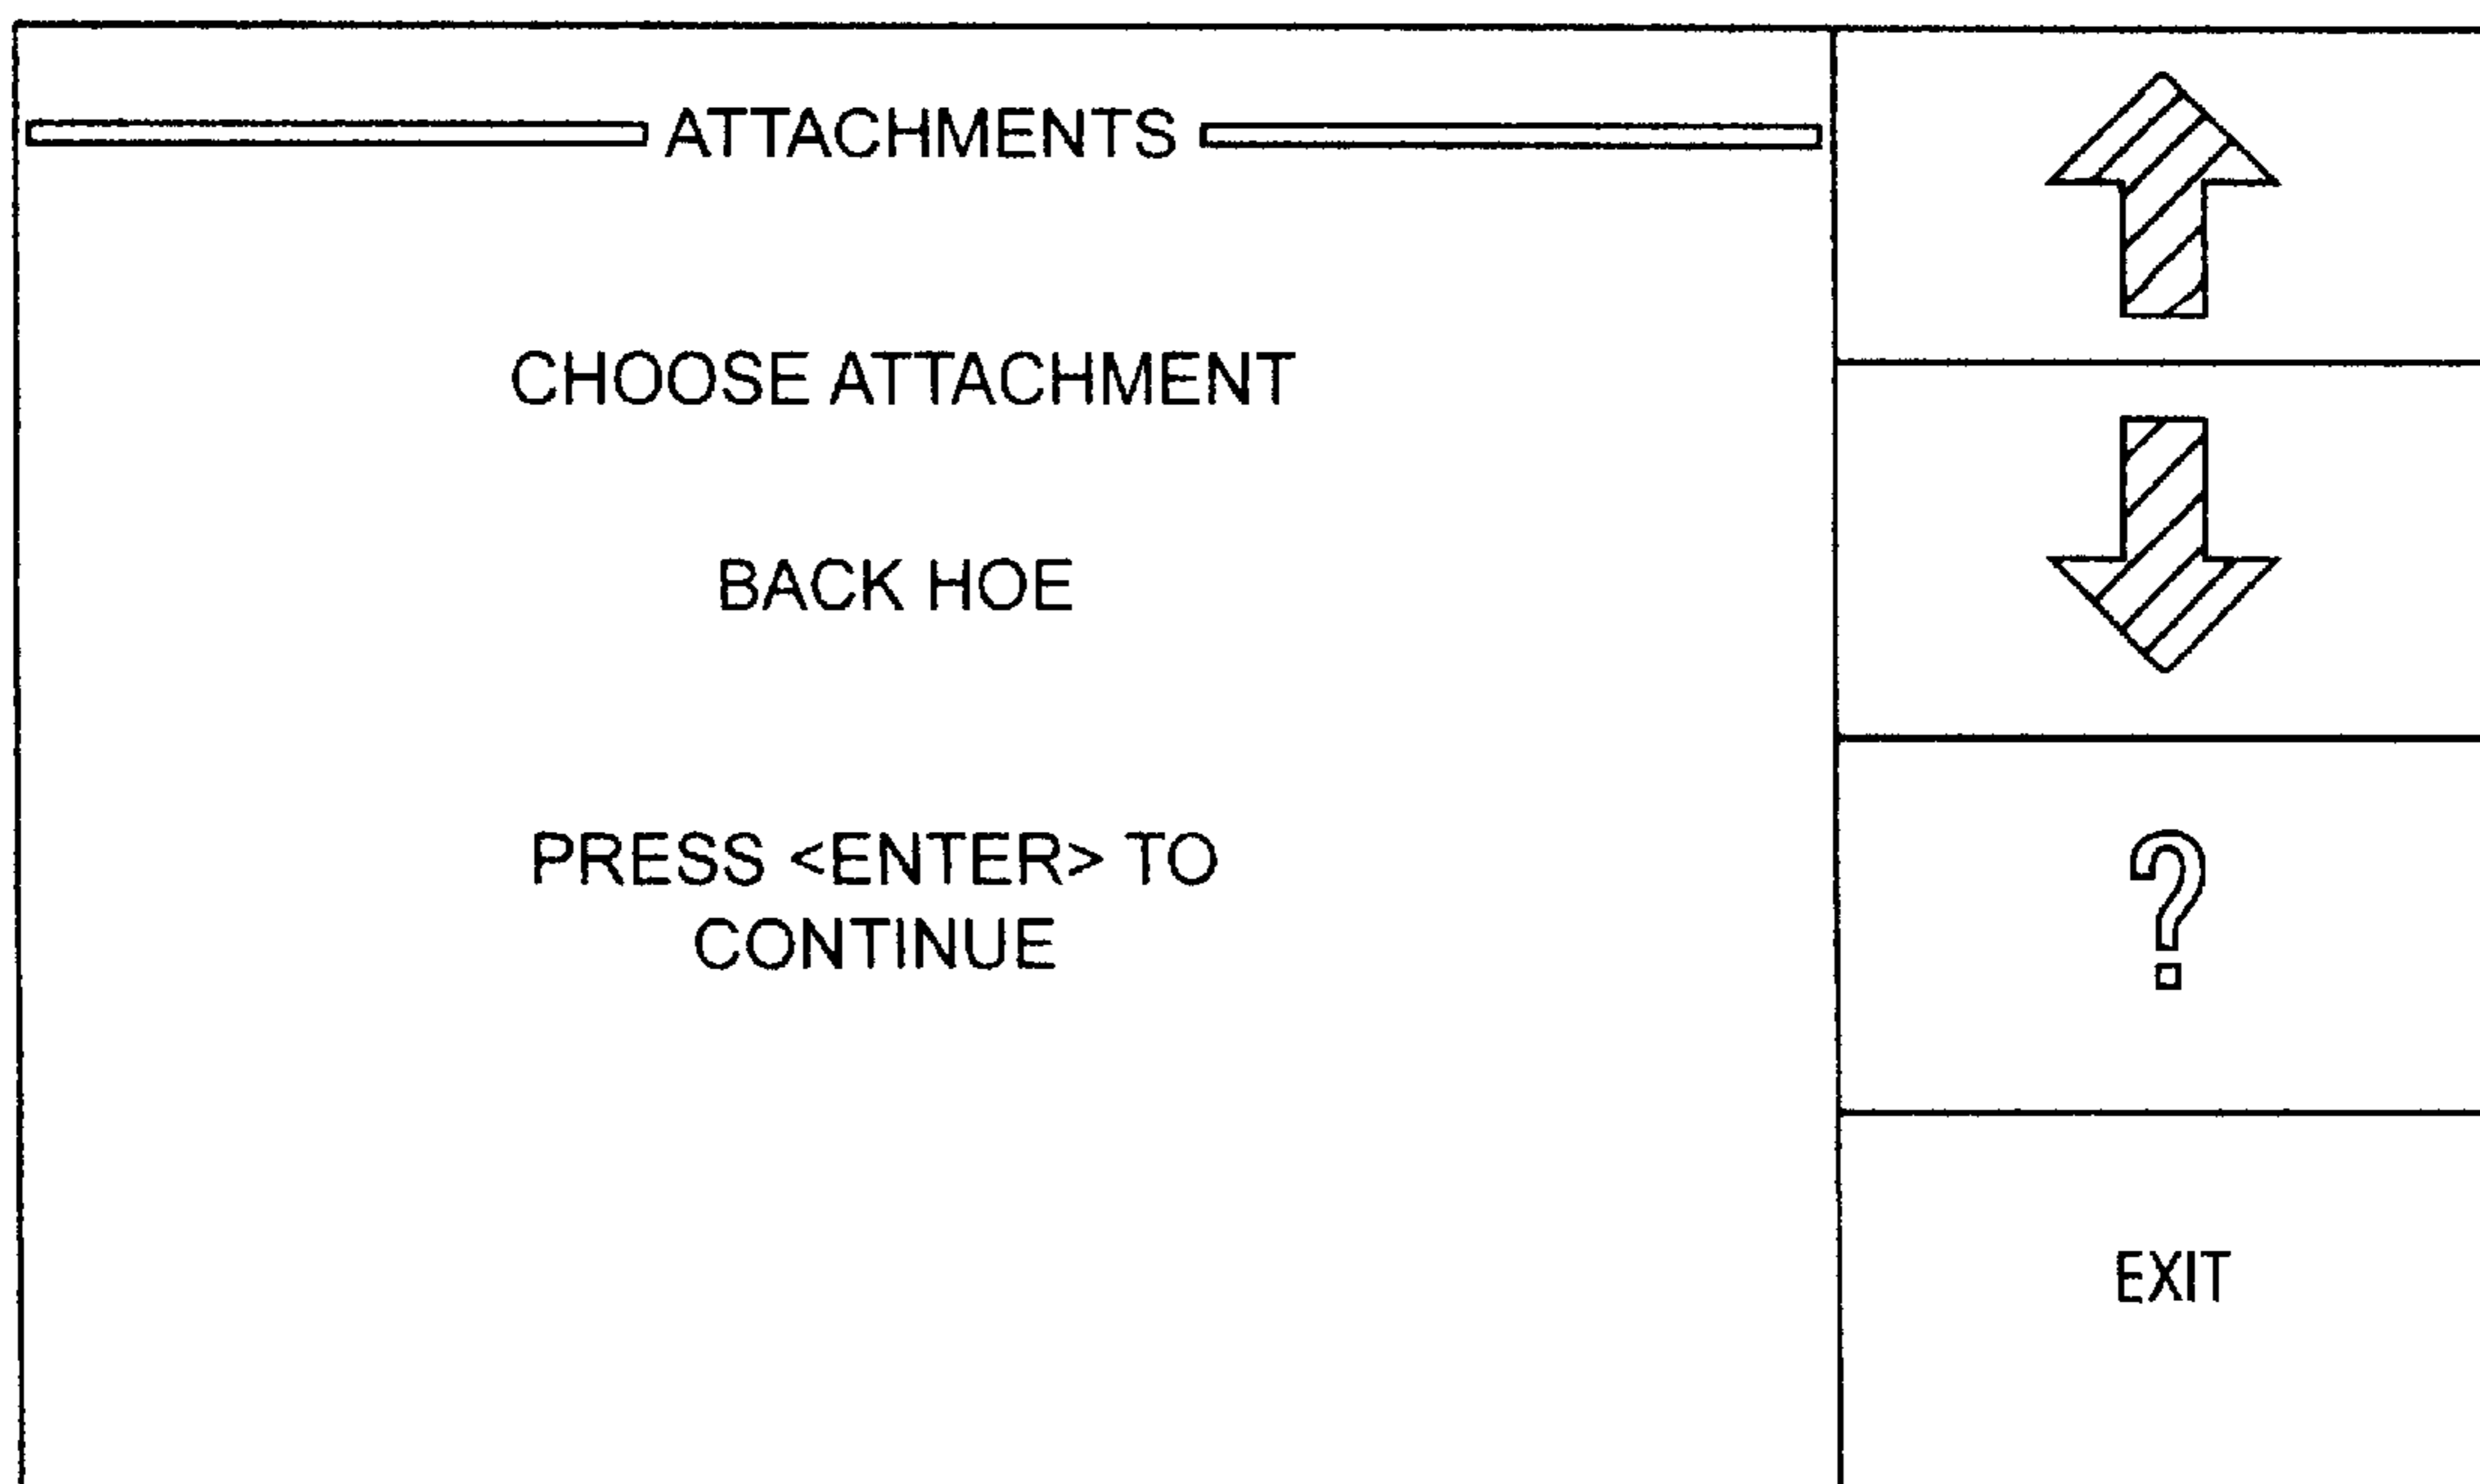 ATTACHMENTS
CHOOSE ATTACHMENT
BACK HOE
PRESS <ENTER> TO
CONTINUE
?
EXIT